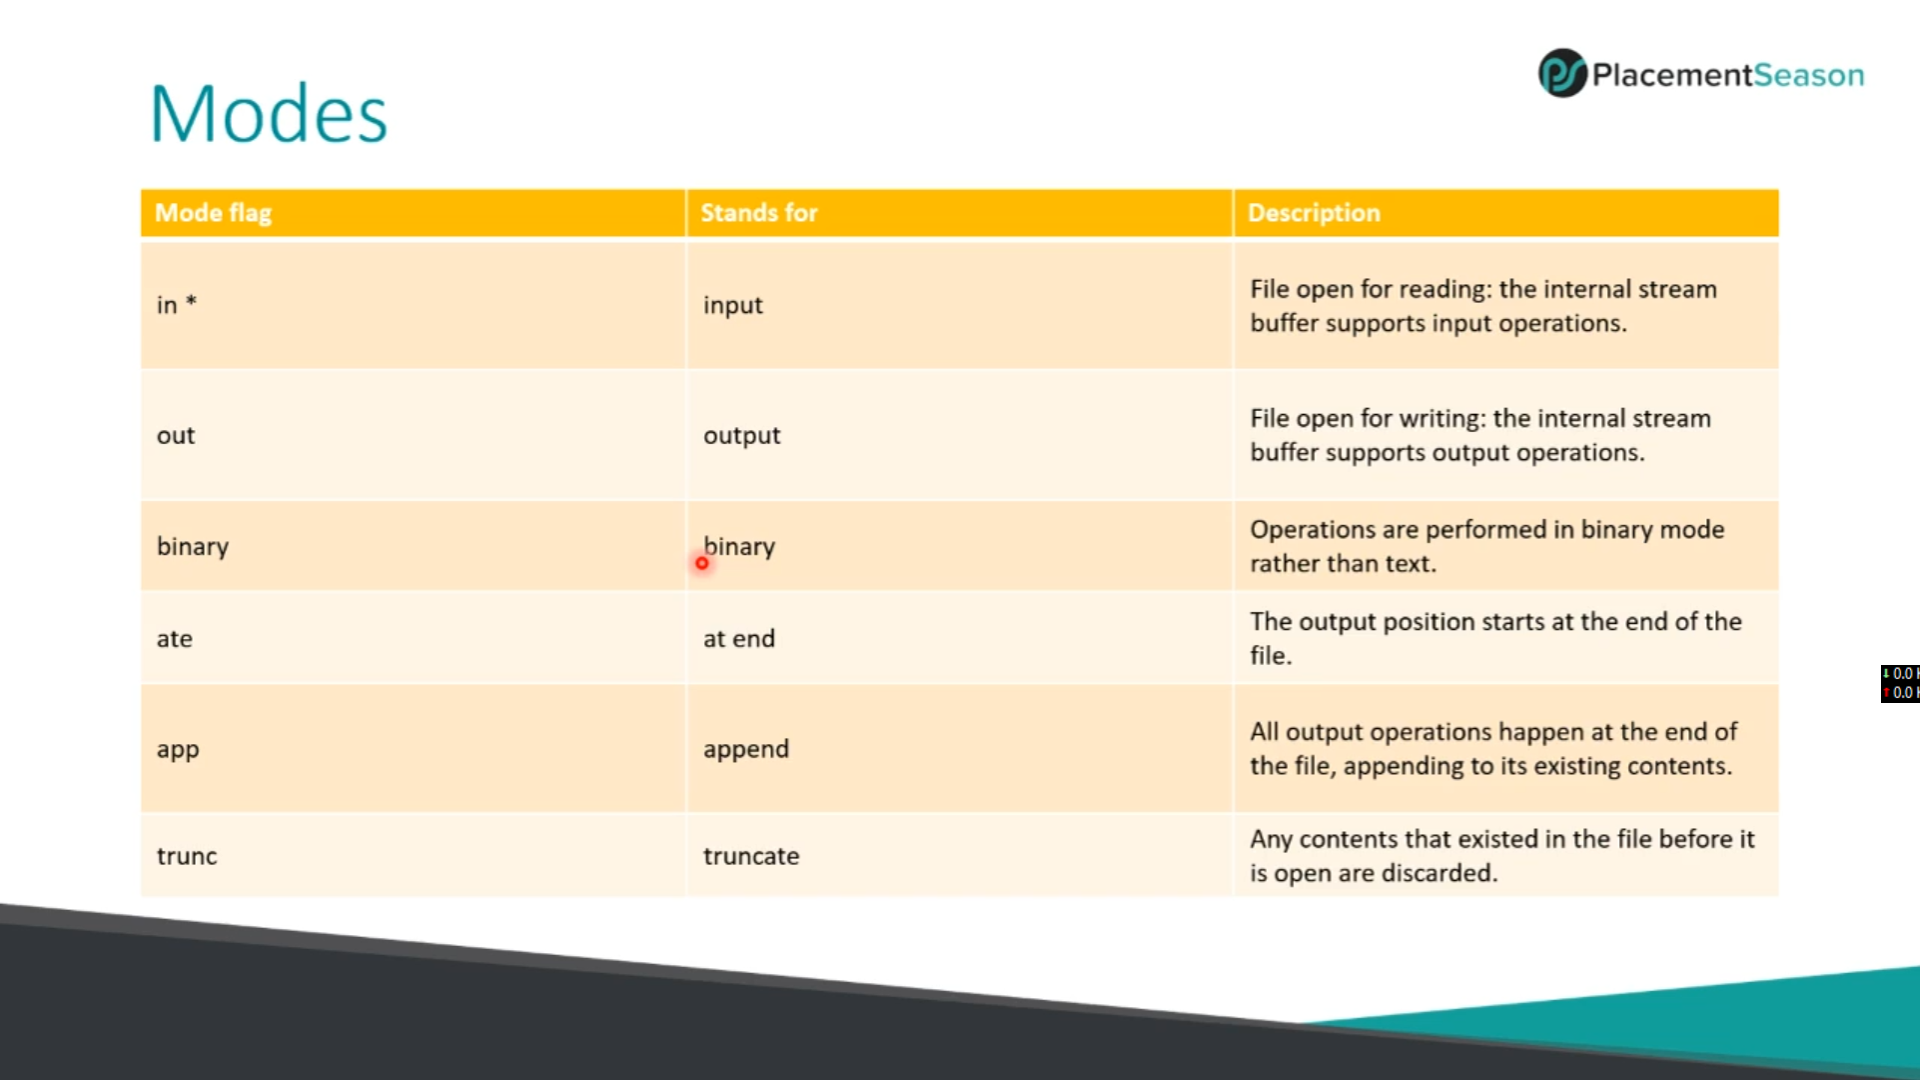 PlacementSeason
Modes
Mode flag
Stands for
Description
in *
input
File open for reading: the internal stream
buffer supports input operations.
out
output
File open for writing: the internal stream
buffer supports output operations.
binary
binary
Operations are performed in binary mode
rather than text.
ate
at end
The output position starts at the end of the
file.
app
append
All output operations happen at the end of
the file, appending to its existing contents.
trunc
truncate
Any contents that existed in the file before it
is open are discarded.
↓ 0.0
↑ 0.0